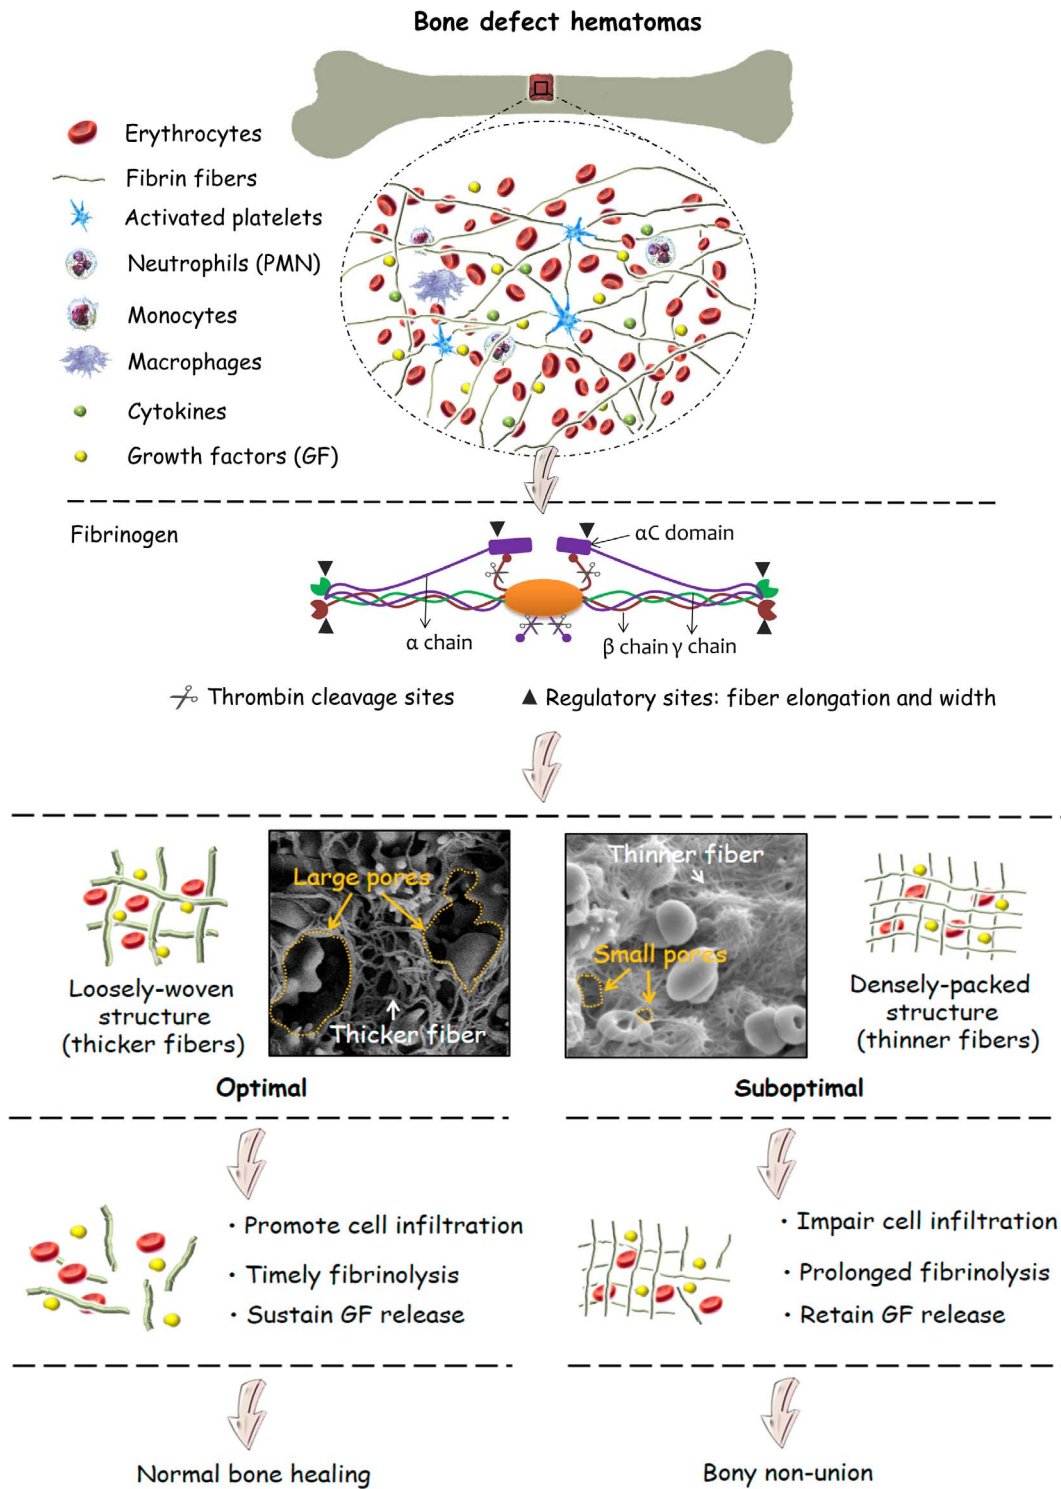 Bone defect hematomas
Erythrocytes
Fibrin fibers
Activated platelets
Neutrophils (PMN)
Monocytes
Macrophages
Cytokines
Growth factors (GF)
Fibrinogen
αC domain
α chain
β chain γ chain
Thrombin cleavage sites
Regulatory sites: fiber elongation and width
Large pores
Thicker fiber
Thinner fiber
Small pores
Loosely-woven
structure
(thicker fibers)
Densely-packed
structure
(thinner fibers)
Optimal
Suboptimal
· Promote cell infiltration
· Timely fibrinolysis
· Sustain GF release
· Impair cell infiltration
· Prolonged fibrinolysis
· Retain GF release
Normal bone healing
Bony non-union